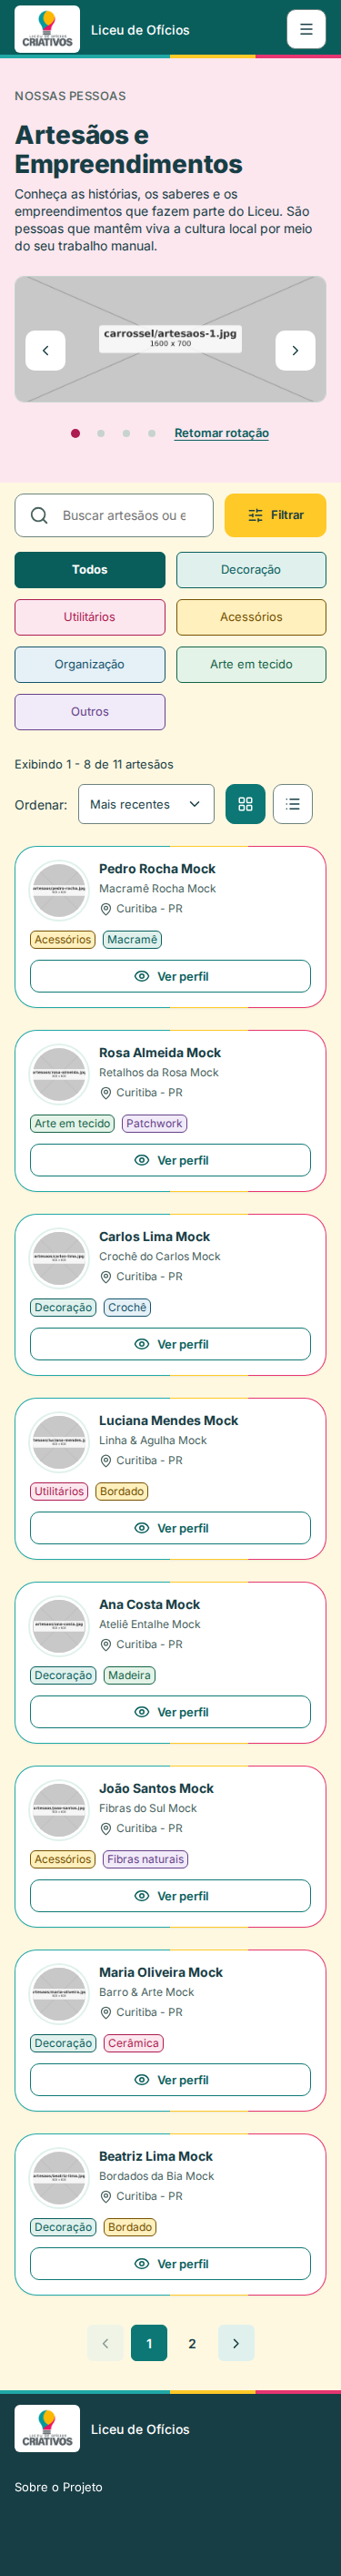 CRIATIVOS
Liceu de Ofícios
NOSSAS PESSOAS
Artesãos e
Empreendimentos
Conheça as histórias, os saberes e os
empreendimentos que fazem parte do Liceu. São
pessoas que mantêm viva a cultura local por meio
do seu trabalho manual.
carrossel/artesaos-1.jpg
1600 x 700
Retomar rotação
Buscar artesãos ou e
Filtrar
Todos
Decoração
Utilitários
Acessórios
Organização
Arte em tecido
Outros
Exibindo 1 - 8 de 11 artesãos
Ordenar:
Mais recentes
Pedro Rocha Mock
Macramê Rocha Mock
Curitiba - PR
Acessórios
Macramê
Ver perfil
Rosa Almeida Mock
Retalhos da Rosa Mock
Curitiba - PR
Arte em tecido
Patchwork
Ver perfil
Carlos Lima Mock
Crochê do Carlos Mock
Curitiba - PR
Decoração
Crochê
Ver perfil
Luciana Mendes Mock
Linha & Agulha Mock
Curitiba - PR
Utilitários
Bordado
Ver perfil
Ana Costa Mock
Ateliê Entalhe Mock
Curitiba - PR
Decoração
Madeira
Ver perfil
João Santos Mock
Fibras do Sul Mock
Curitiba - PR
Acessórios
Fibras naturais
Ver perfil
Maria Oliveira Mock
Barro & Arte Mock
Curitiba - PR
Decoração
Cerâmica
Ver perfil
Beatriz Lima Mock
Bordados da Bia Mock
Curitiba - PR
Decoração
Bordado
Ver perfil
1
2
CRIATIVOS
Liceu de Ofícios
Sobre o Projeto